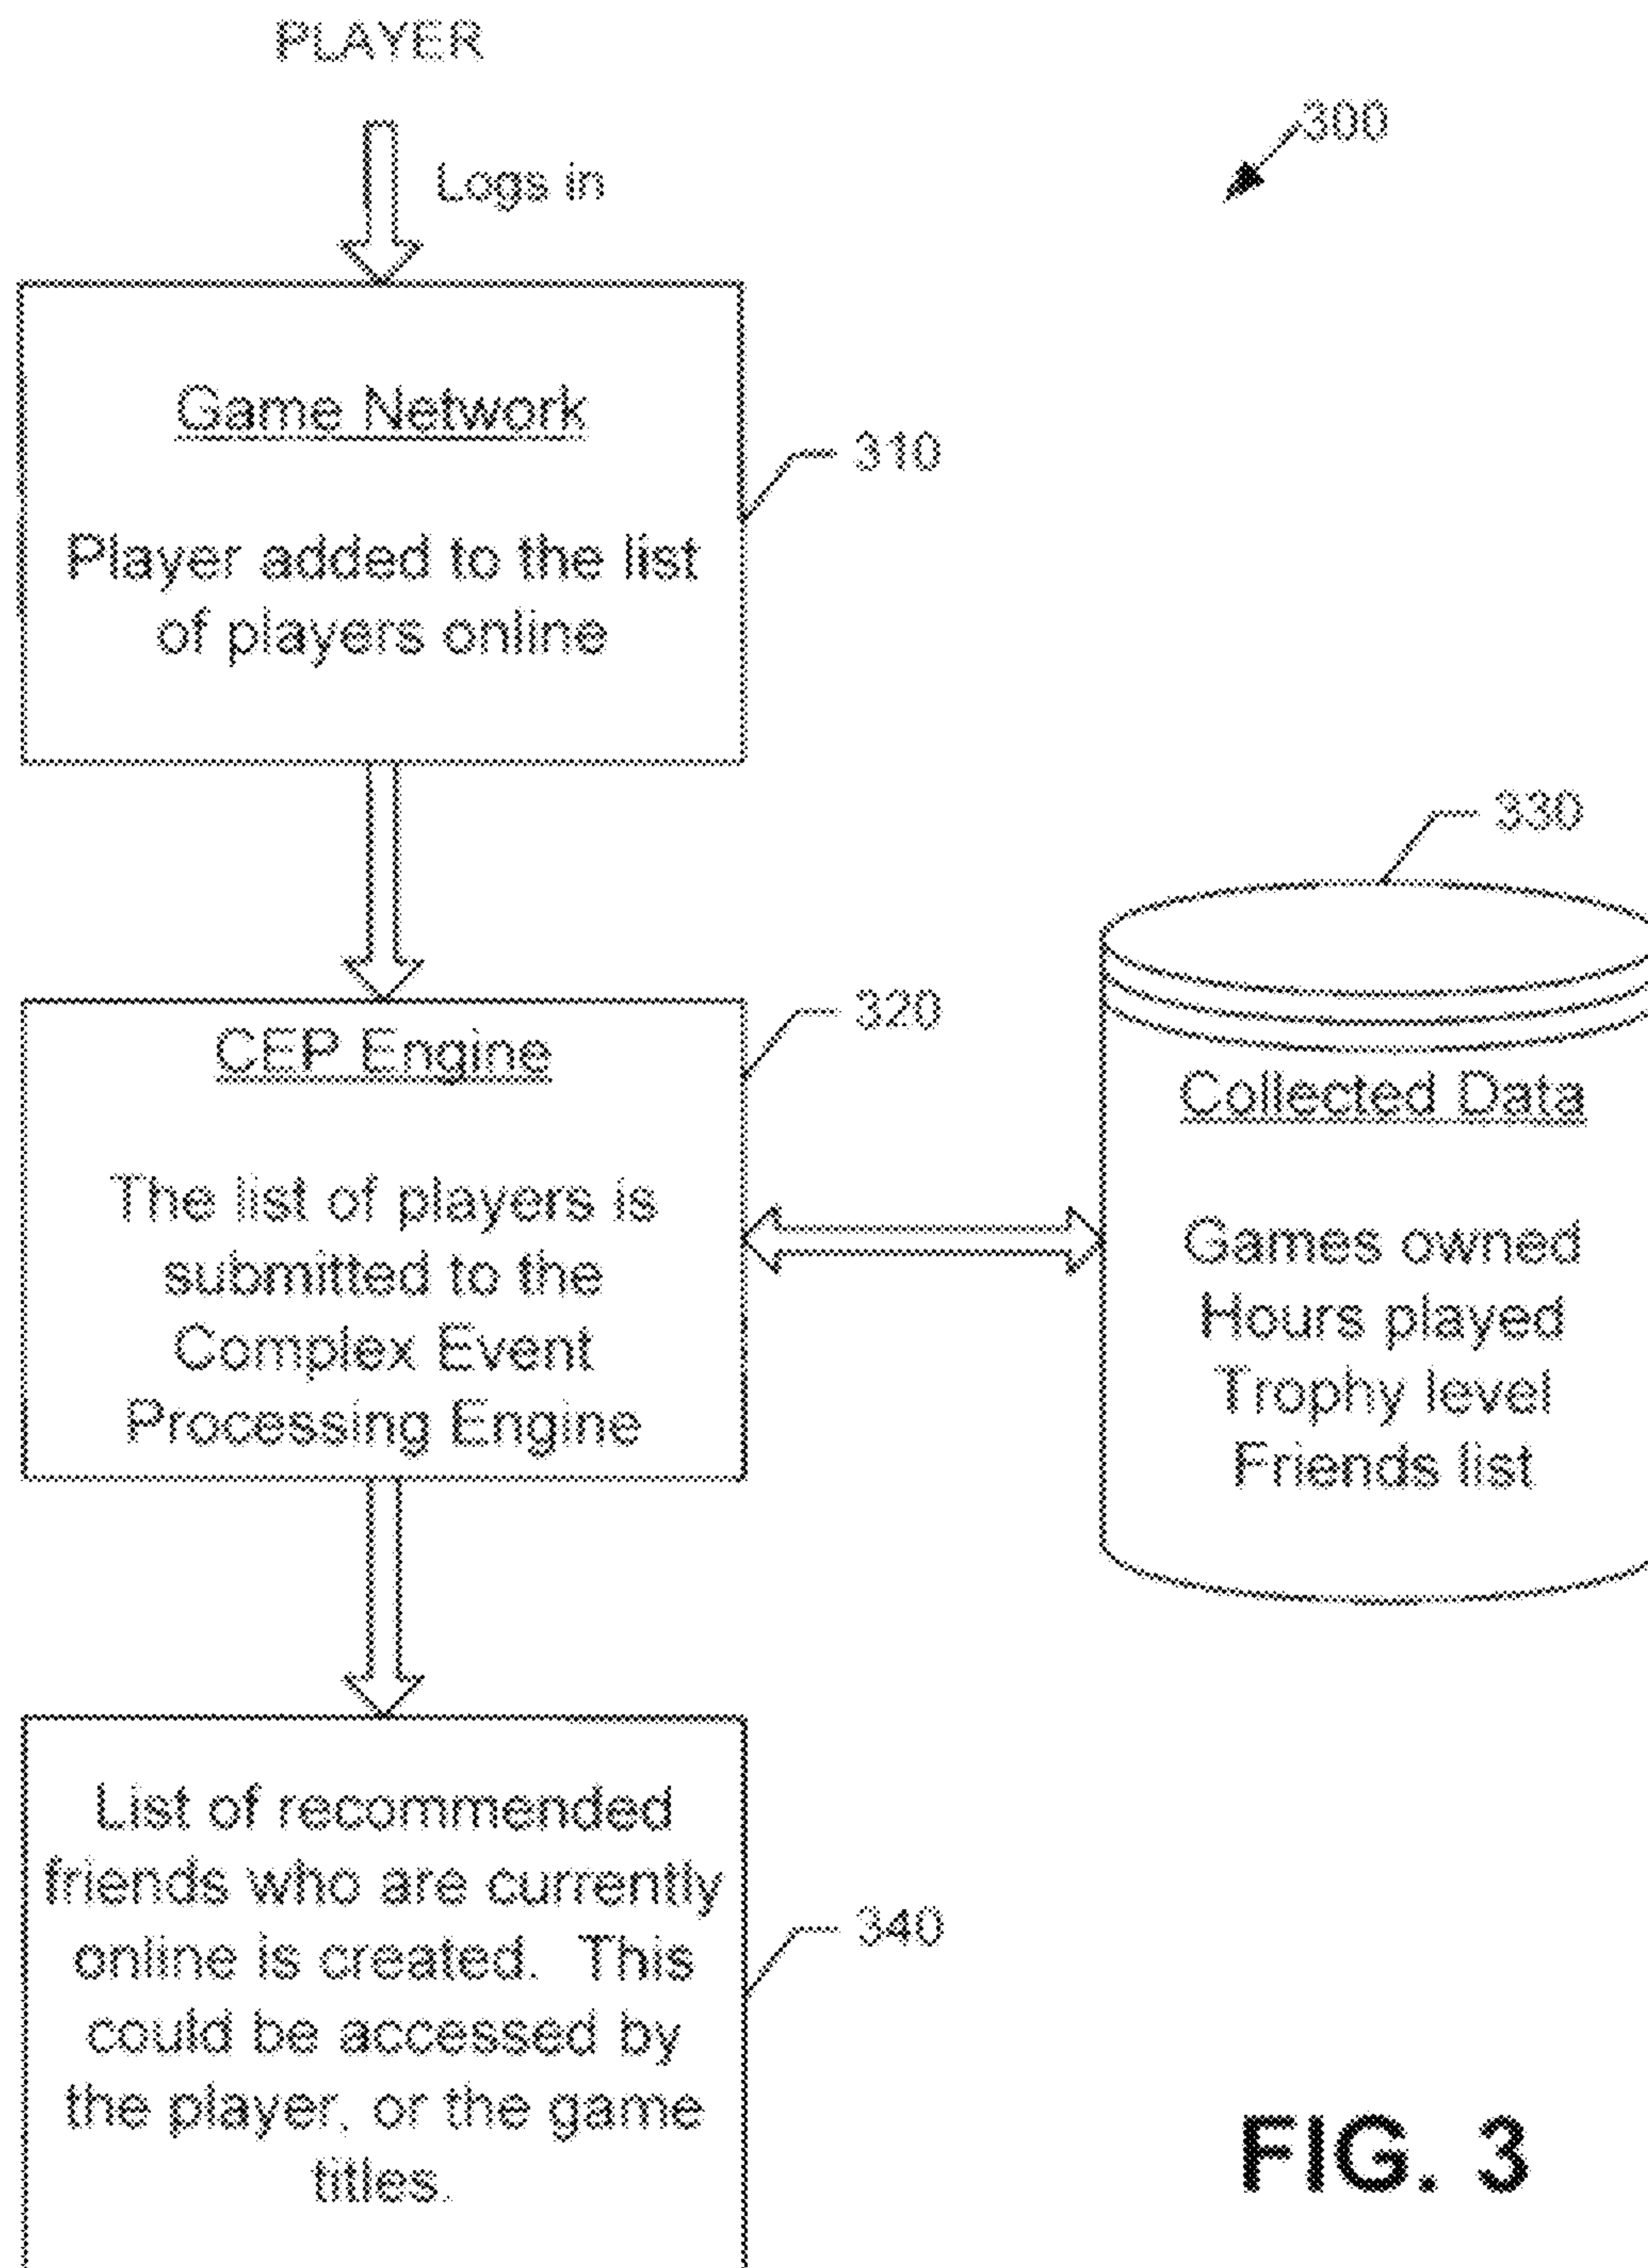 PLAYER
300
Logs in
Game Network
310
Player added to the list
of players online
330
320
CEP Engine
The list of players is
submitted to the
Complex Event
Processing Engine
Collected Data
Games owned
Hours played
Trophy level
Friends list
List of recommended
friends who are currently
online is created. This
could be accessed by
the player, or the game
titles.
340
FIG. 3